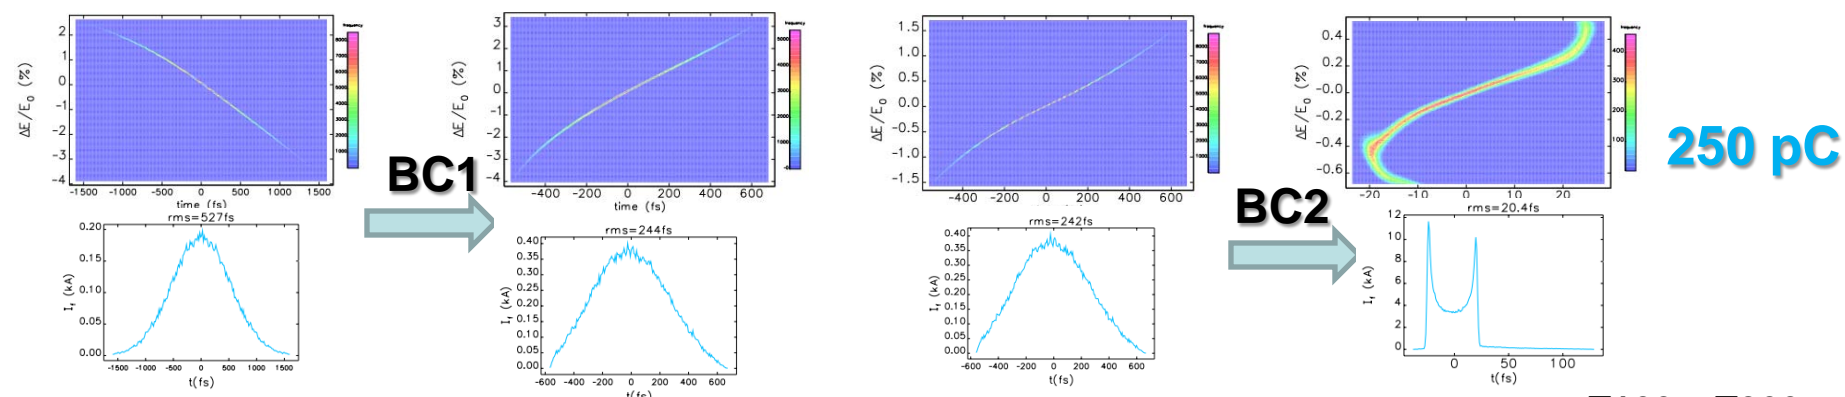 frequency
2
1
0
-1
-2
-3
-4
ΔE/E₀ (%)
-1500 -1000 -500 0 500 1000 1500
time (fs)
rms=527fs
0.20
0.15
0.10
0.05
0.00
I_f (kA)
-1500 -1000 -500 0 500 1000 1500
t(fs)
BC1
frequency
3
2
1
0
-1
-2
-3
-4
ΔE/E₀ (%)
-400 -200 0 200 400 600
time (fs)
rms=244fs
0.40
0.35
0.30
0.25
0.20
0.15
0.10
0.05
0.00
I_f (kA)
-600 -400 -200 0 200 400 600
t(fs)
frequency
1.5
1.0
0.5
0.0
-0.5
-1.0
-1.5
ΔE/E₀ (%)
-400 -200 0 200 400 600
rms=242fs
0.40
0.35
0.30
0.25
0.20
0.15
0.10
0.05
0.00
I_f (kA)
-600 -400 -200 0 200 400 600
t(fs)
BC2
frequency
0.4
0.2
-0.0
-0.2
-0.4
-0.6
ΔE/E₀ (%)
-20 -10 0 10 20
rms=20.4fs
12
10
8
6
4
2
0
I_f (kA)
0 50 100
t(fs)
250 pC